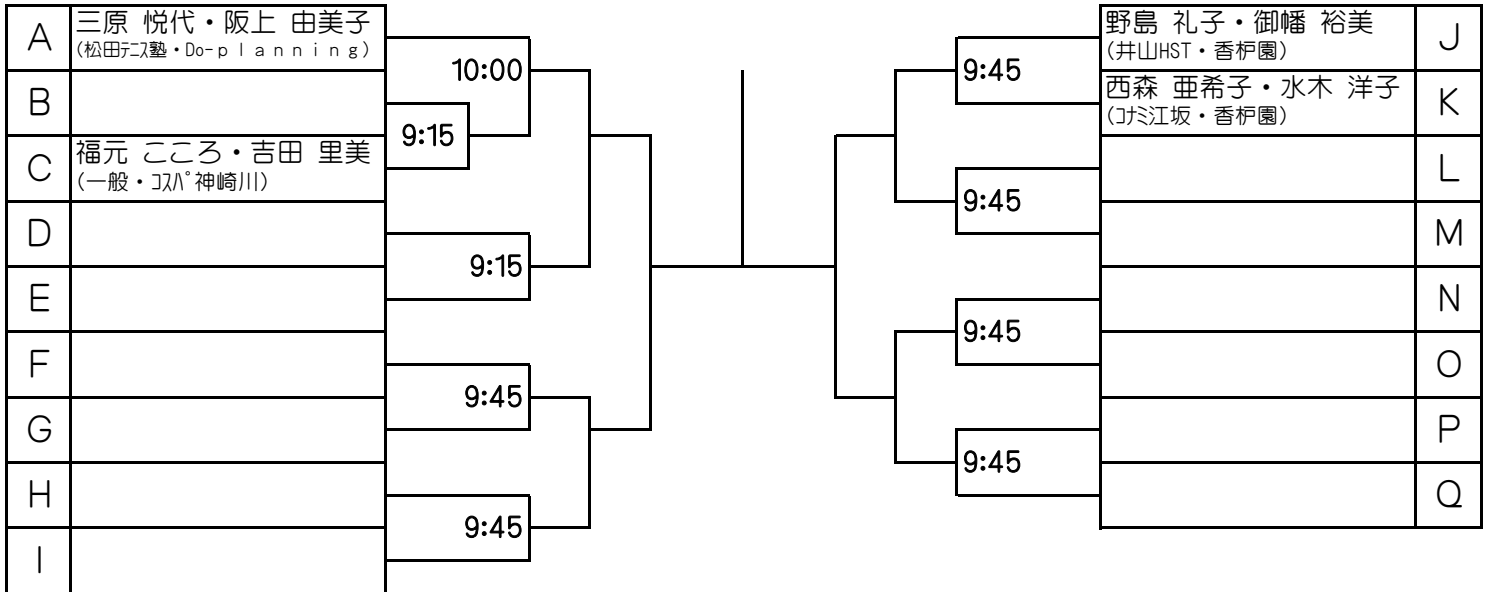 A
三原 悦代・阪上 由美子
(松田ﾃﾆｽ塾・Do-ｐｌａｎｎｉｎｇ)
10:00
B
9:15
C
福元 こころ・吉田 里美
(一般・ｺｽﾊﾟ神崎川)
D
9:15
E
F
9:45
G
H
9:45
I
野島 礼子・御幡 裕美
(井山HST・香枦園)
J
9:45
西森 亜希子・水木 洋子
(ｺﾅﾐ江坂・香枦園)
K
L
9:45
M
N
9:45
O
P
9:45
Q